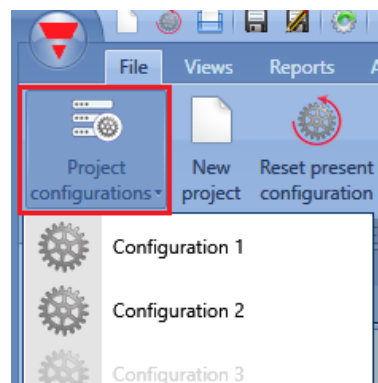 File Views Reports
Project
configurations
New
project
Reset present
configuration
Configuration 1
Configuration 2
Configuration 3